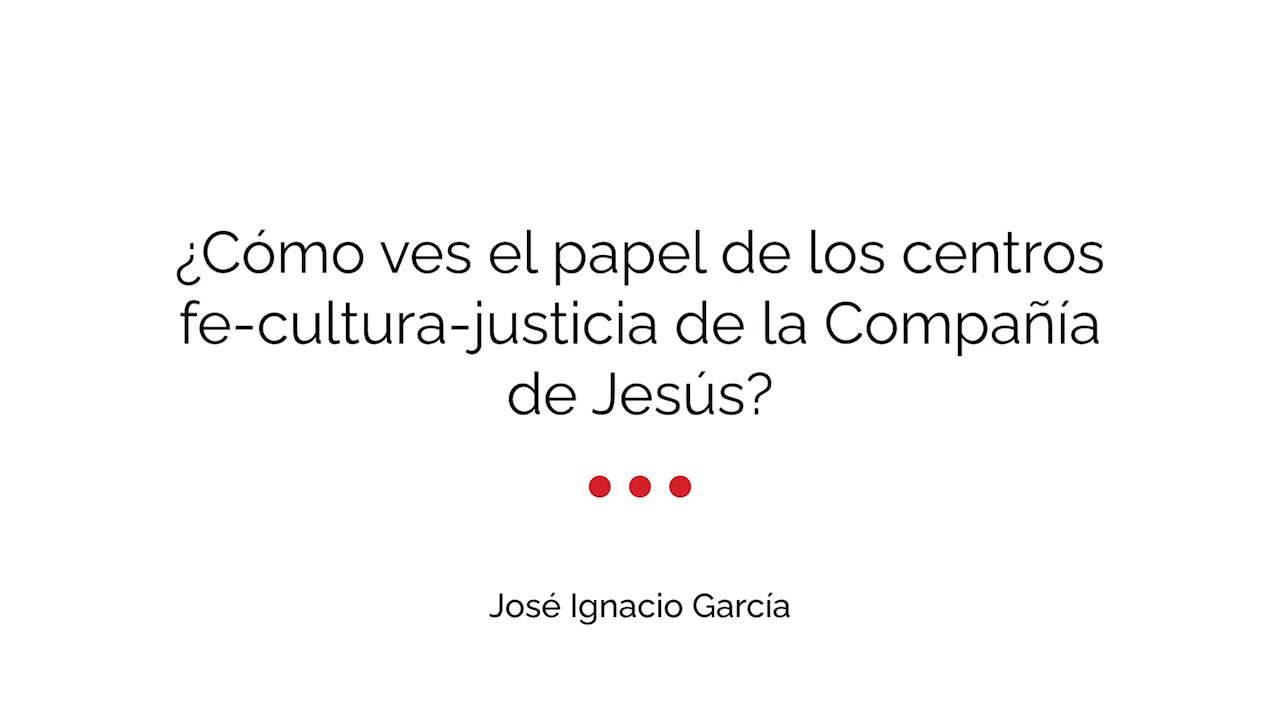 ¿Cómo ves el papel de los centros
fe-cultura-justicia de la Compañía
de Jesús?
José Ignacio García